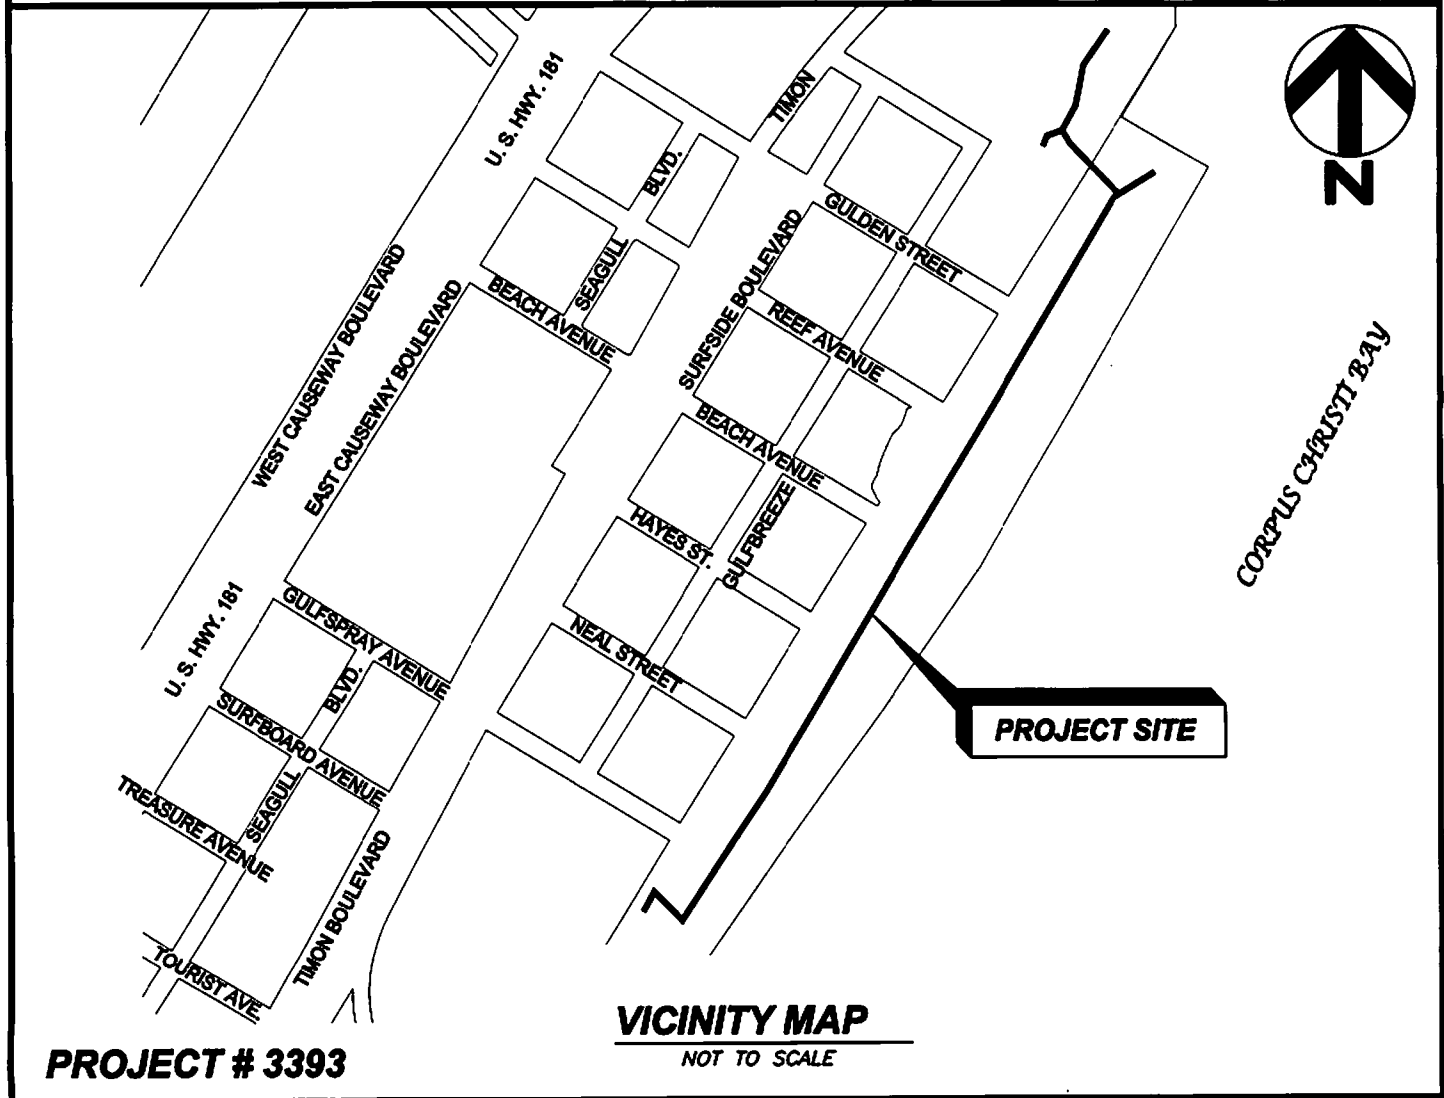 U. S. HWY. 181
TIMON
BLVD.
N
GULDEN STREET
SEAGULL
SURFSIDE BOULEVARD
WEST CAUSEWAY BOULEVARD
EAST CAUSEWAY BOULEVARD
BEACH AVENUE
REEF AVENUE
CORPUS CHRISTI BAY
BEACH AVENUE
GULFBREEZE
HAYES ST.
U. S. HWY. 181
GULFSPRAY AVENUE
NEAL STREET
BLVD.
SURFBOARD AVENUE
PROJECT SITE
SEAGULL
TREASURE AVENUE
TIMON BOULEVARD
TOURIST AVE.
VICINITY MAP
NOT TO SCALE
PROJECT # 3393